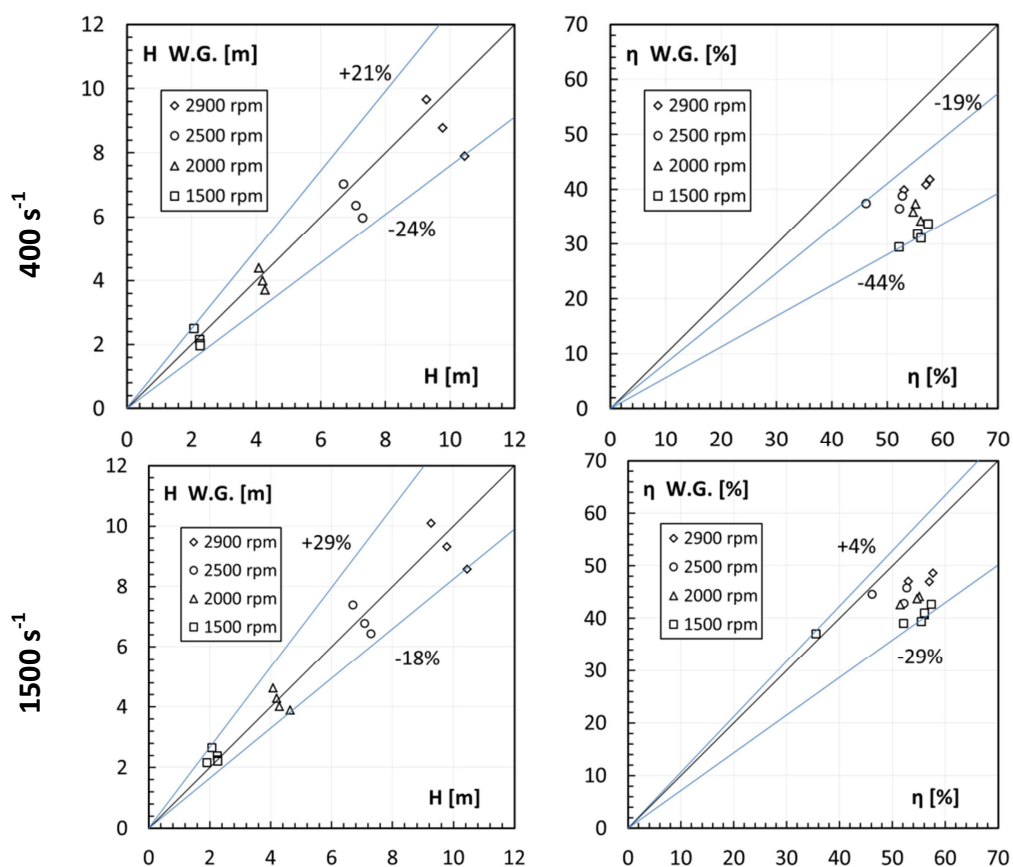 400 s-1
12
10
8
6
4
2
0
H W.G. [m]
+21%
2900 rpm
2500 rpm
2000 rpm
1500 rpm
-24%
H [m]
0 2 4 6 8 10 12
70
60
50
40
30
20
10
0
η W.G. [%]
-19%
2900 rpm
2500 rpm
2000 rpm
1500 rpm
-44%
η [%]
0 10 20 30 40 50 60 70
1500 s-1
12
10
8
6
4
2
0
H W.G. [m]
+29%
2900 rpm
2500 rpm
2000 rpm
1500 rpm
-18%
H [m]
0 2 4 6 8 10 12
70
60
50
40
30
20
10
0
η W.G. [%]
+4%
2900 rpm
2500 rpm
2000 rpm
1500 rpm
-29%
η [%]
0 10 20 30 40 50 60 70